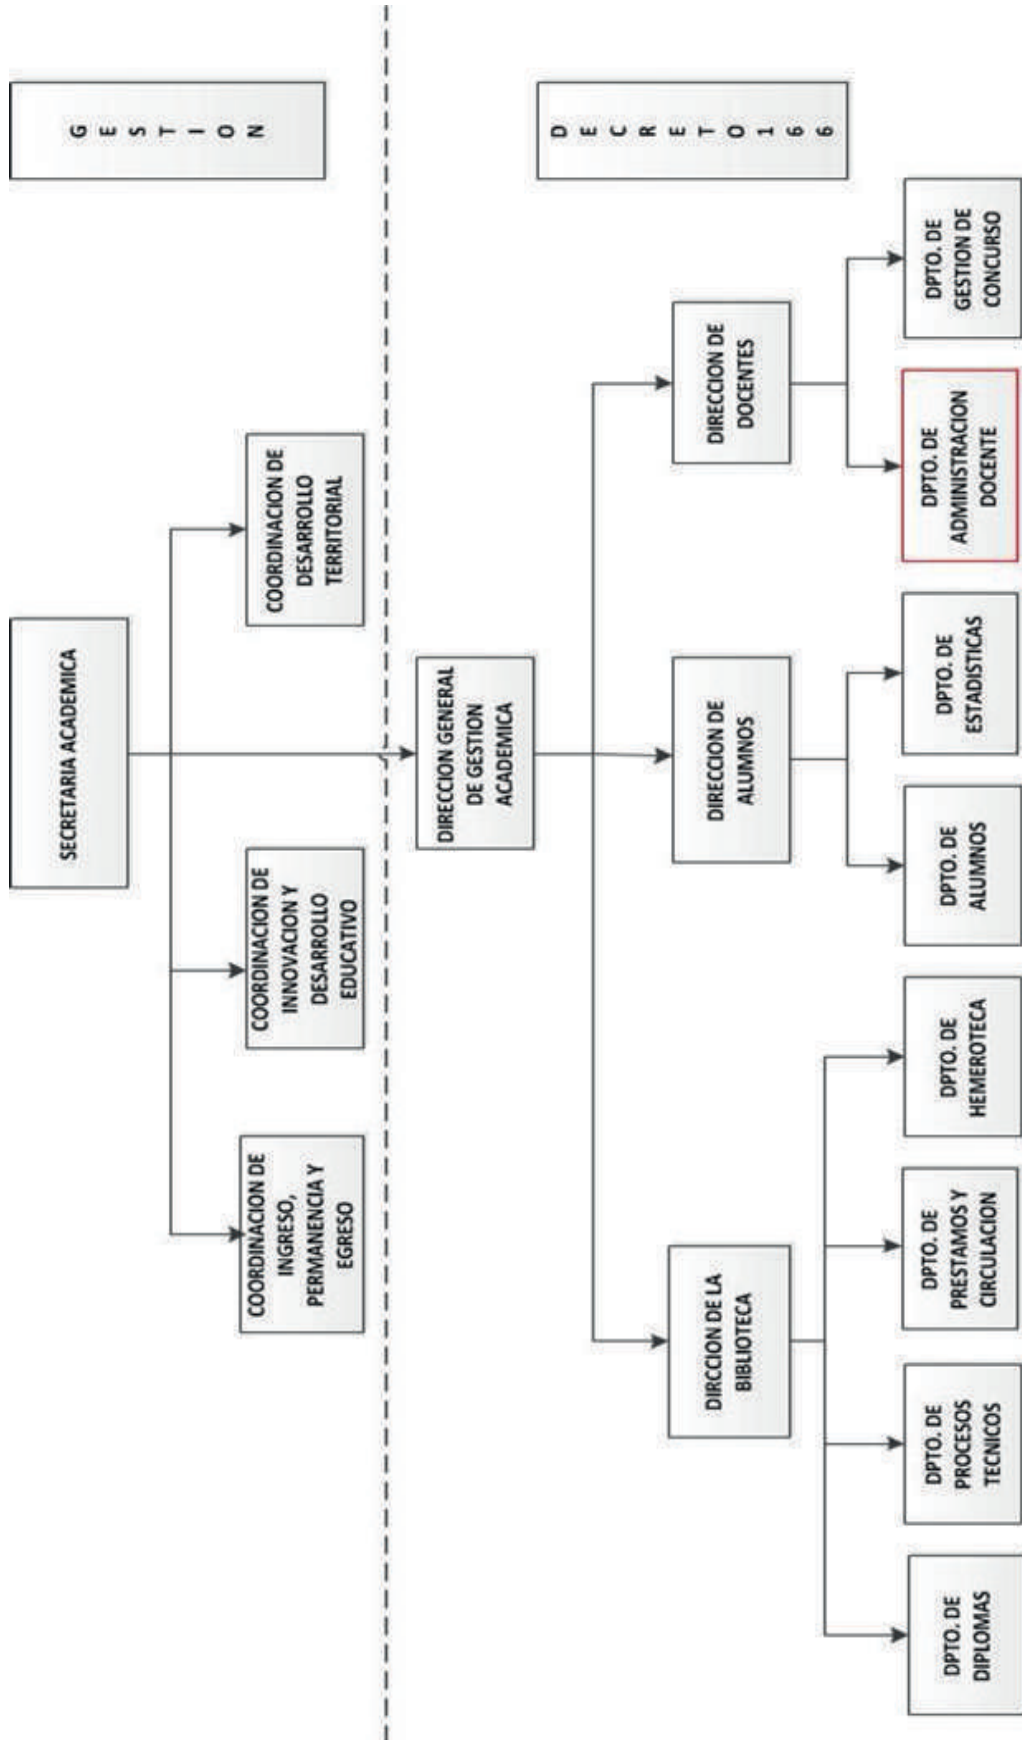 SECRETARIA ACADEMICA
G E S T I O N
COORDINACION DE
INGRESO,
PERMANENCIA Y
EGRESO
COORDINACION DE
INNOVACION Y
DESARROLLO
EDUCATIVO
COORDINACION DE
DESARROLLO
TERRITORIAL
DIRECCION GENERAL
DE GESTION
ACADEMICA
D E C R E T O 1 6 6
DIRCCION DE LA
BIBLIOTECA
DIRECCION DE
ALUMNOS
DIRECCION DE
DOCENTES
DPTO. DE
DIPLOMAS
DPTO. DE
PROCESOS
TECNICOS
DPTO. DE
PRESTAMOS Y
CIRCULACION
DPTO. DE
HEMEROTECA
DPTO. DE
ALUMNOS
DPTO. DE
ESTADISTICAS
DPTO. DE
ADMINISTRACION
DOCENTE
DPTO. DE
GESTION DE
CONCURSO